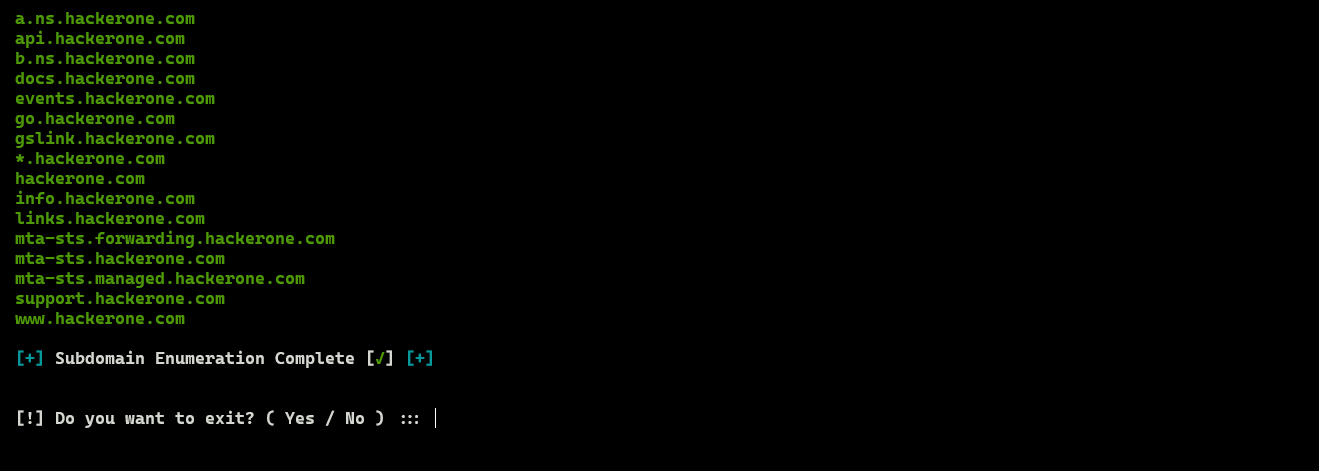 a.ns.hackerone.com
api.hackerone.com
b.ns.hackerone.com
docs.hackerone.com
events.hackerone.com
go.hackerone.com
gslink.hackerone.com
*.hackerone.com
hackerone.com
info.hackerone.com
links.hackerone.com
mta-sts.forwarding.hackerone.com
mta-sts.hackerone.com
mta-sts.managed.hackerone.com
support.hackerone.com
www.hackerone.com
[+] Subdomain Enumeration Complete [✓] [+]
[!] Do you want to exit? ( Yes / No ) :::